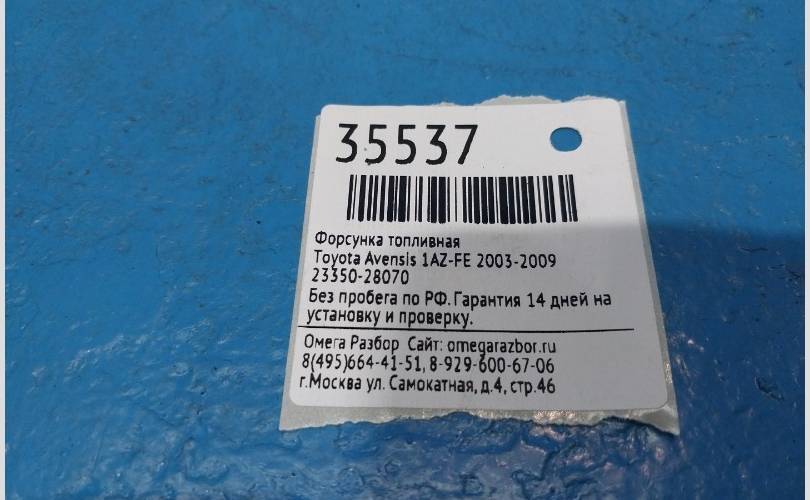 35537
Форсунка топливная
Toyota Avensis 1AZ-FE 2003-2009
23350-28070
Без пробега по РФ. Гарантия 14 дней на
установку и проверку.
Омега Разбор Сайт: omegarazbor.ru
8(495)664-41-51, 8-929-600-67-06
г.Москва ул. Самокатная, д.4, стр.46